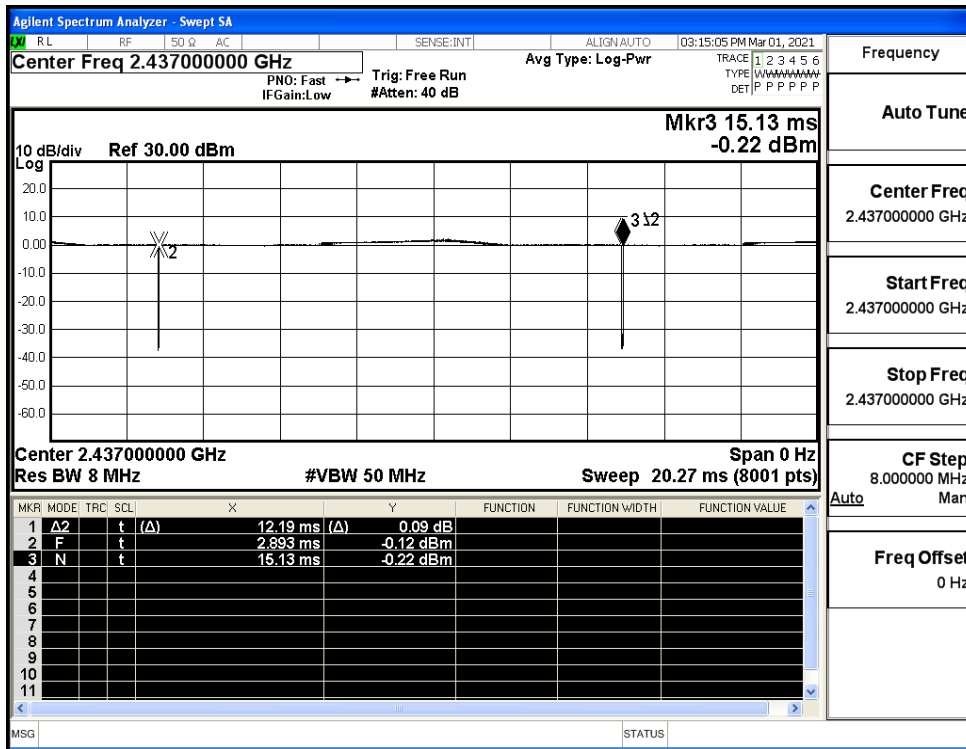 Agilent Spectrum Analyzer - Swept SA
LXI RL RF 50 Ω AC SENSE:INT ALIGN AUTO 03:15:05 PM Mar 01, 2021
Center Freq 2.437000000 GHz
PNO: Fast
IFGain:Low
Trig: Free Run
#Atten: 40 dB
Avg Type: Log-Pwr
TRACE 1 2 3 4 5 6
TYPE
DET P P P P P P
Mkr3 15.13 ms
-0.22 dBm
10 dB/div Ref 30.00 dBm
Log
20.0
10.0
0.00
-10.0
-20.0
-30.0
-40.0
-50.0
-60.0
2
3 1Δ2
Center 2.437000000 GHz Span 0 Hz
Res BW 8 MHz #VBW 50 MHz Sweep 20.27 ms (8001 pts)
MKR MODE TRC SCL X Y FUNCTION FUNCTION WIDTH FUNCTION VALUE
1 Δ2 t (Δ) 12.19 ms (Δ) 0.09 dB
2 F t 2.893 ms -0.12 dBm
3 N t 15.13 ms -0.22 dBm
4
5
6
7
8
9
10
11
MSG STATUS
Frequency
Auto Tune
Center Freq
2.437000000 GHz
Start Freq
2.437000000 GHz
Stop Freq
2.437000000 GHz
CF Step
8.000000 MHz
Auto Man
Freq Offset
0 Hz